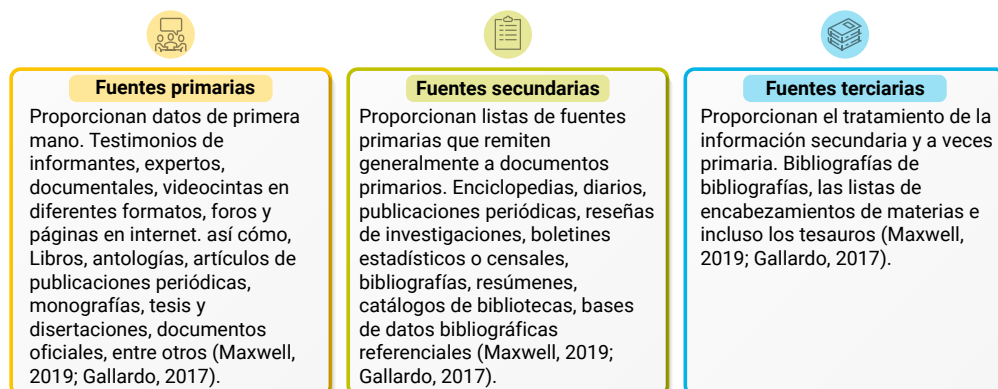 Fuentes primarias
Proporcionan datos de primera
mano. Testimonios de
informantes, expertos,
documentales, videocintas en
diferentes formatos, foros y
páginas en internet. así cómo,
Libros, antologías, artículos de
publicaciones periódicas,
monografías, tesis y
disertaciones, documentos
oficiales, entre otros (Maxwell,
2019; Gallardo, 2017).
Fuentes secundarias
Proporcionan listas de fuentes
primarias que remiten
generalmente a documentos
primarios. Enciclopedias, diarios,
publicaciones periódicas, reseñas
de investigaciones, boletines
estadísticos o censales,
bibliografías, resúmenes,
catálogos de bibliotecas, bases
de datos bibliográficas
referenciales (Maxwell, 2019;
Gallardo, 2017).
Fuentes terciarias
Proporcionan el tratamiento de la
información secundaria y a veces
primaria. Bibliografías de
bibliografías, las listas de
encabezamientos de materias e
incluso los tesauros (Maxwell,
2019; Gallardo, 2017).